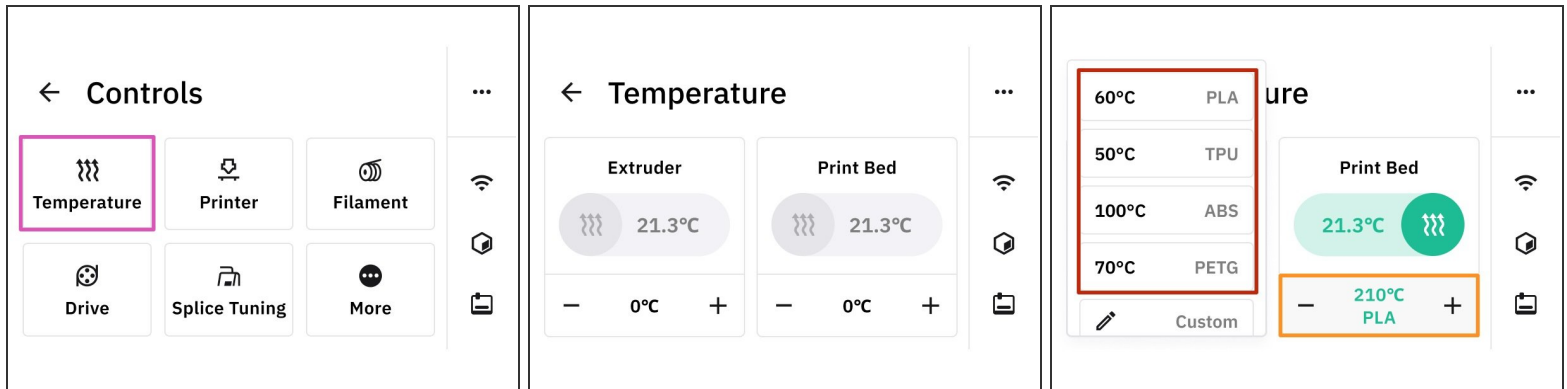 Controls
Temperature
Printer
Filament
Drive
Splice Tuning
More
Temperature
Extruder
Print Bed
21.3°C
21.3°C
− 0°C +
− 0°C +
60°C PLA
50°C TPU
100°C ABS
70°C PETG
Custom
ure
Print Bed
21.3°C
− 210°C +
PLA